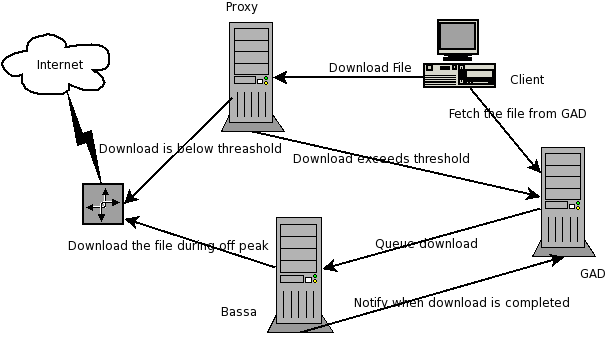 Proxy
Internet
Download File
Client
Fetch the file from GAD
Download is below threashold
Download exceeds threshold
Download the file during off peak
Queue download
GAD
Notify when download is completed
Bassa